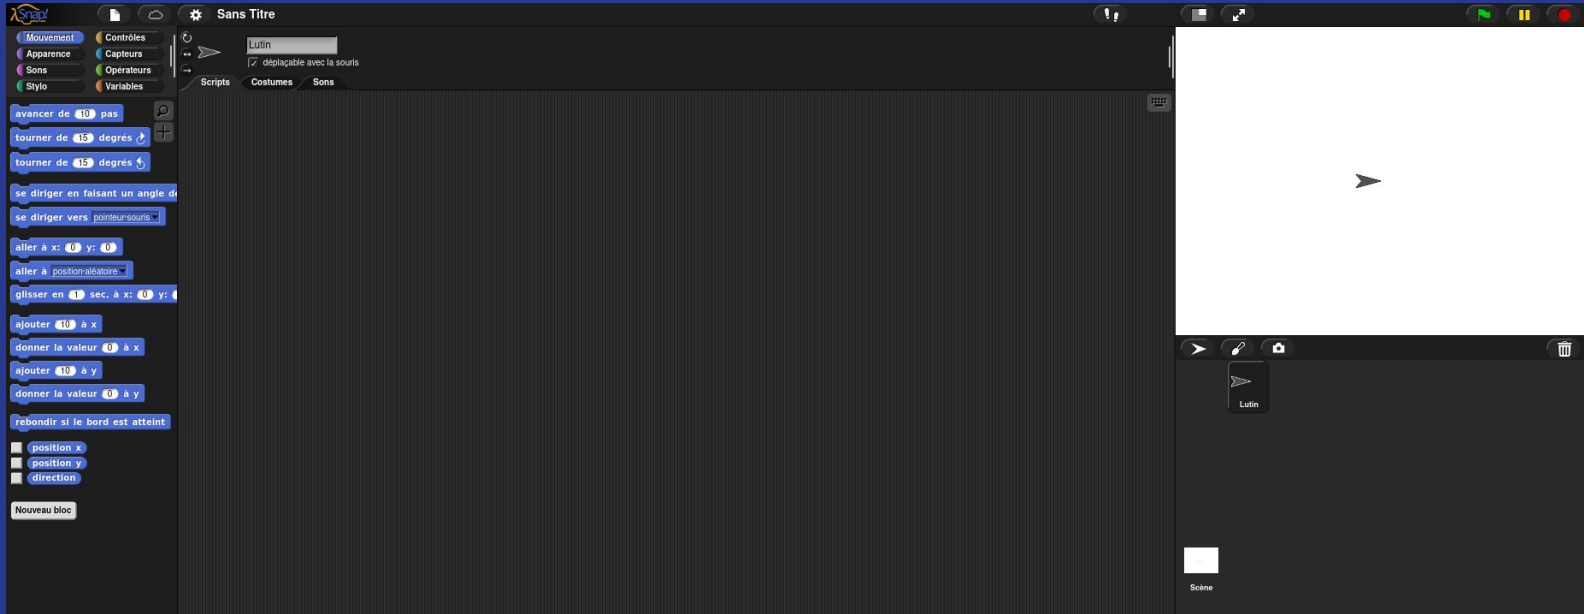 Snap!
Sans Titre
Mouvement Contrôles
Apparence Capteurs
Sons Opérateurs
Stylo Variables
Lutin
déplaçable avec la souris
Scripts Costumes Sons
avancer de 10 pas
tourner de 15 degrés
tourner de 15 degrés
se diriger en faisant un angle de
se diriger vers pointeur souris
aller à x: 0 y: 0
aller à position aléatoire
glisser en 1 sec. à x: 0 y:
ajouter 10 à x
donner la valeur 0 à x
ajouter 10 à y
donner la valeur 0 à y
rebondir si le bord est atteint
position x
position y
direction
Nouveau bloc
Lutin
Scène